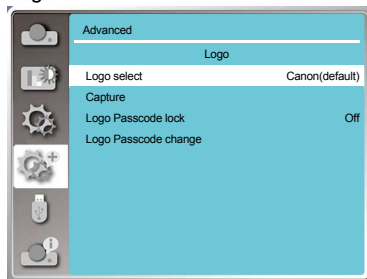 Advanced
Logo
Logo select Canon(default)
Capture
Logo Passcode lock Off
Logo Passcode change